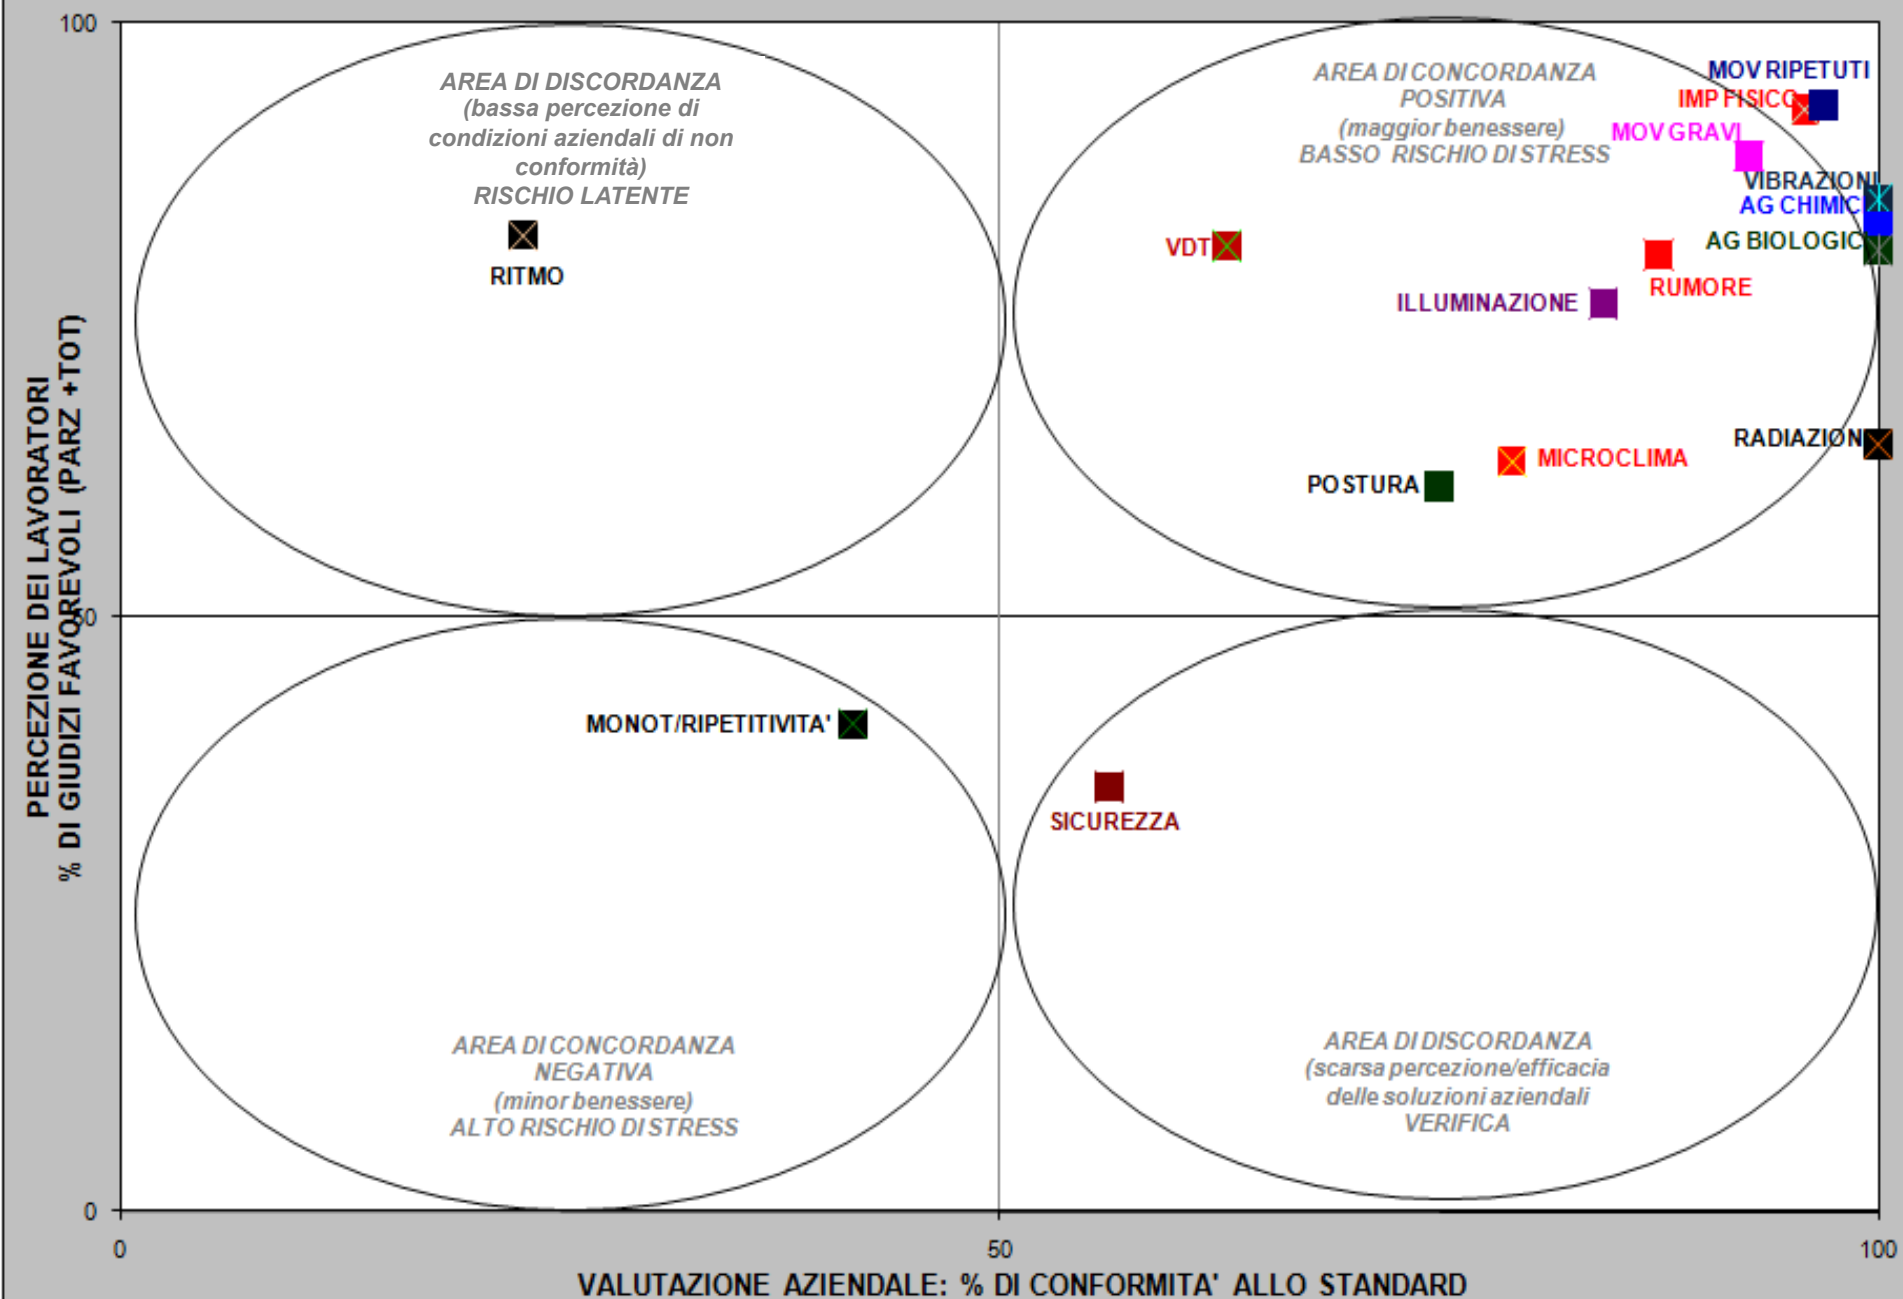 100
AREA DI DISCORDANZA
(bassa percezione di
condizioni aziendali di non
conformità)
RISCHIO LATENTE
RITMO
AREA DI CONCORDANZA
POSITIVA
(maggior benessere)
BASSO RISCHIO DI STRESS
MOV RIPETUTI
IMP FISICO
MOV GRAVI
VIBRAZIONI
AG CHIMICI
AG BIOLOGIC
VDT
RUMORE
ILLUMINAZIONE
RADIAZION
MICROCLIMA
POSTURA
PERCEZIONE DEI LAVORATORI
% DI GIUDIZI FAVOREVOLI (PARZ +TOT)
50
MONOT/RIPETITIVITA'
SICUREZZA
AREA DI CONCORDANZA
NEGATIVA
(minor benessere)
ALTO RISCHIO DI STRESS
AREA DI DISCORDANZA
(scarsa percezione/efficacia
delle soluzioni aziendali
VERIFICA
0
0
50
100
VALUTAZIONE AZIENDALE: % DI CONFORMITA' ALLO STANDARD